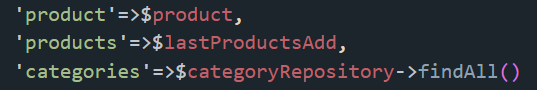 'product'=>$product,
'products'=>$lastProductsAdd,
'categories'=>$categoryRepository->findAll()